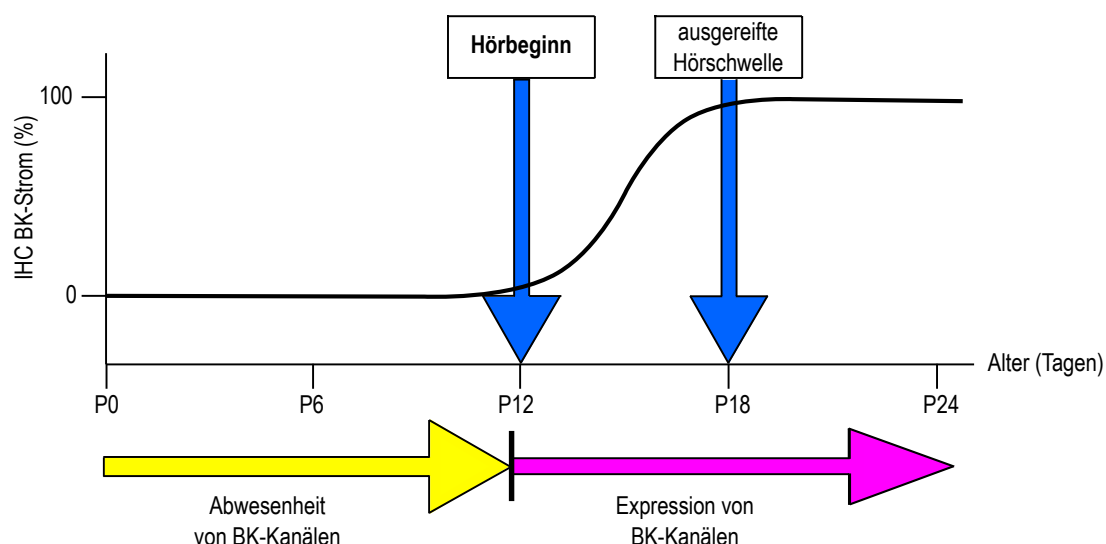 Hörbeginn
ausgereifte
Hörschwelle
100
IHC BK-Strom (%)
0
Alter (Tagen)
P0
P6
P12
P18
P24
Abwesenheit
von BK-Kanälen
Expression von
BK-Kanälen